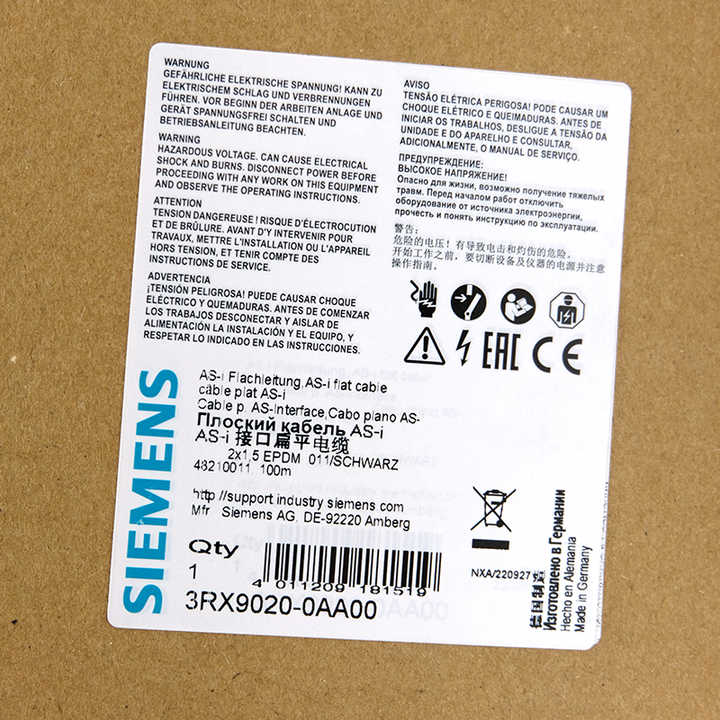 WARNUNG
GEFÄHRLICHE ELEKTRISCHE SPANNUNG! KANN ZU
ELEKTRISCHEM SCHLAG UND VERBRENNUNGEN
FÜHREN. VOR BEGINN DER ARBEITEN ANLAGE UND
GERÄT SPANNUNGSFREI SCHALTEN UND
BETRIEBSANLEITUNG BEACHTEN.
WARNING
HAZARDOUS VOLTAGE. CAN CAUSE ELECTRICAL
SHOCK AND BURNS. DISCONNECT POWER BEFORE
PROCEEDING WITH ANY WORK ON THIS EQUIPMENT
AND OBSERVE THE OPERATING INSTRUCTIONS.
ATTENTION
TENSION DANGEREUSE! RISQUE D'ÉLECTROCUTION
ET DE BRÛLURE. AVANT D'Y INTERVENIR POUR
TRAVAUX, METTRE L'INSTALLATION OU L'APPAREIL
HORS TENSION, ET TENIR COMPTE DES
INSTRUCTIONS DE SERVICE.
ADVERTENCIA
¡TENSIÓN PELIGROSA! PUEDE CAUSAR CHOQUE
ELÉCTRICO Y QUEMADURAS. ANTES DE COMENZAR
LOS TRABAJOS DESCONECTAR Y AISLAR DE
ALIMENTACIÓN LA INSTALACIÓN Y EL EQUIPO, Y
RESPETAR LO INDICADO EN LAS INSTRUCCIONES.
AVISO
TENSÃO ELÉTRICA PERIGOSA! PODE CAUSAR UM
CHOQUE ELÉTRICO E QUEIMADURAS. ANTES DE
INICIAR OS TRABALHOS, DESLIGUE A TENSÃO DA
UNIDADE E DO APARELHO E CONSULTAR,
ADICIONALMENTE, O MANUAL DE SERVIÇO.
ПРЕДУПРЕЖДЕНИЕ:
ВЫСОКОЕ НАПРЯЖЕНИЕ!
Опасно для жизни, возможно получение тяжелых
травм. Перед началом работ отключить
оборудование от источника электроэнергии,
прочесть и понять инструкцию по эксплуатации.
警告:
危险的电压! 有导致电击和灼伤的危险。
开始工作之前, 要切断设备及仪器的电源并注意
操作指南。
EAC CE
SIEMENS
AS-i Flachleitung,AS-i flat cable
câble plat AS-i
Cable p. AS-Interface,Cabo plano AS-
Плоский кабель AS-i
AS-i 接口扁平电缆
2x1,5 EPDM 011/SCHWARZ
48210011, 100m
http://support industry siemens com
Mfr Siemens AG, DE-92220 Amberg
Qty
1
4 011209 191519
3RX9020-0AA00
NXA/220927
德国制造
Изготовлено в Германии
Hecho en Alemania
Made in Germany